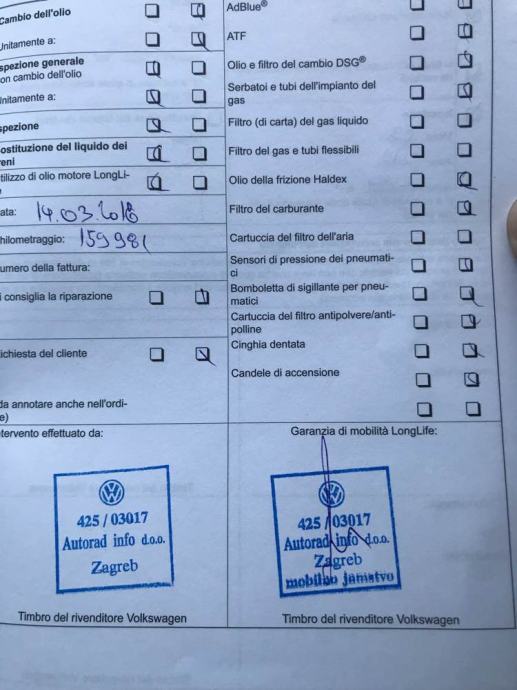 Cambio dell'olio
Unitamente a:
spezione generale
on cambio dell'olio
Unitamente a:
spezione
ostituzione del liquido dei
reni
tilizzo di olio motore LongLi-
e
ata: 14.03.2018
hilometraggio: 159981
umero della fattura:
i consiglia la riparazione
ichiesta del cliente
da annotare anche nell'ordi-
e)
tervento effettuato da:
425 / 03017
Autorad info d.o.o.
Zagreb
Timbro del rivenditore Volkswagen
AdBlue®
ATF
Olio e filtro del cambio DSG®
Serbatoi e tubi dell'impianto del
gas
Filtro (di carta) del gas liquido
Filtro del gas e tubi flessibili
Olio della frizione Haldex
Filtro del carburante
Cartuccia del filtro dell'aria
Sensori di pressione dei pneumati-
ci
Bomboletta di sigillante per pneu-
matici
Cartuccia del filtro antipolvere/anti-
polline
Cinghia dentata
Candele di accensione
Garanzia di mobilità LongLife:
425 / 03017
Autorad info d.o.o.
Zagreb
mobilno jamstvo
Timbro del rivenditore Volkswagen